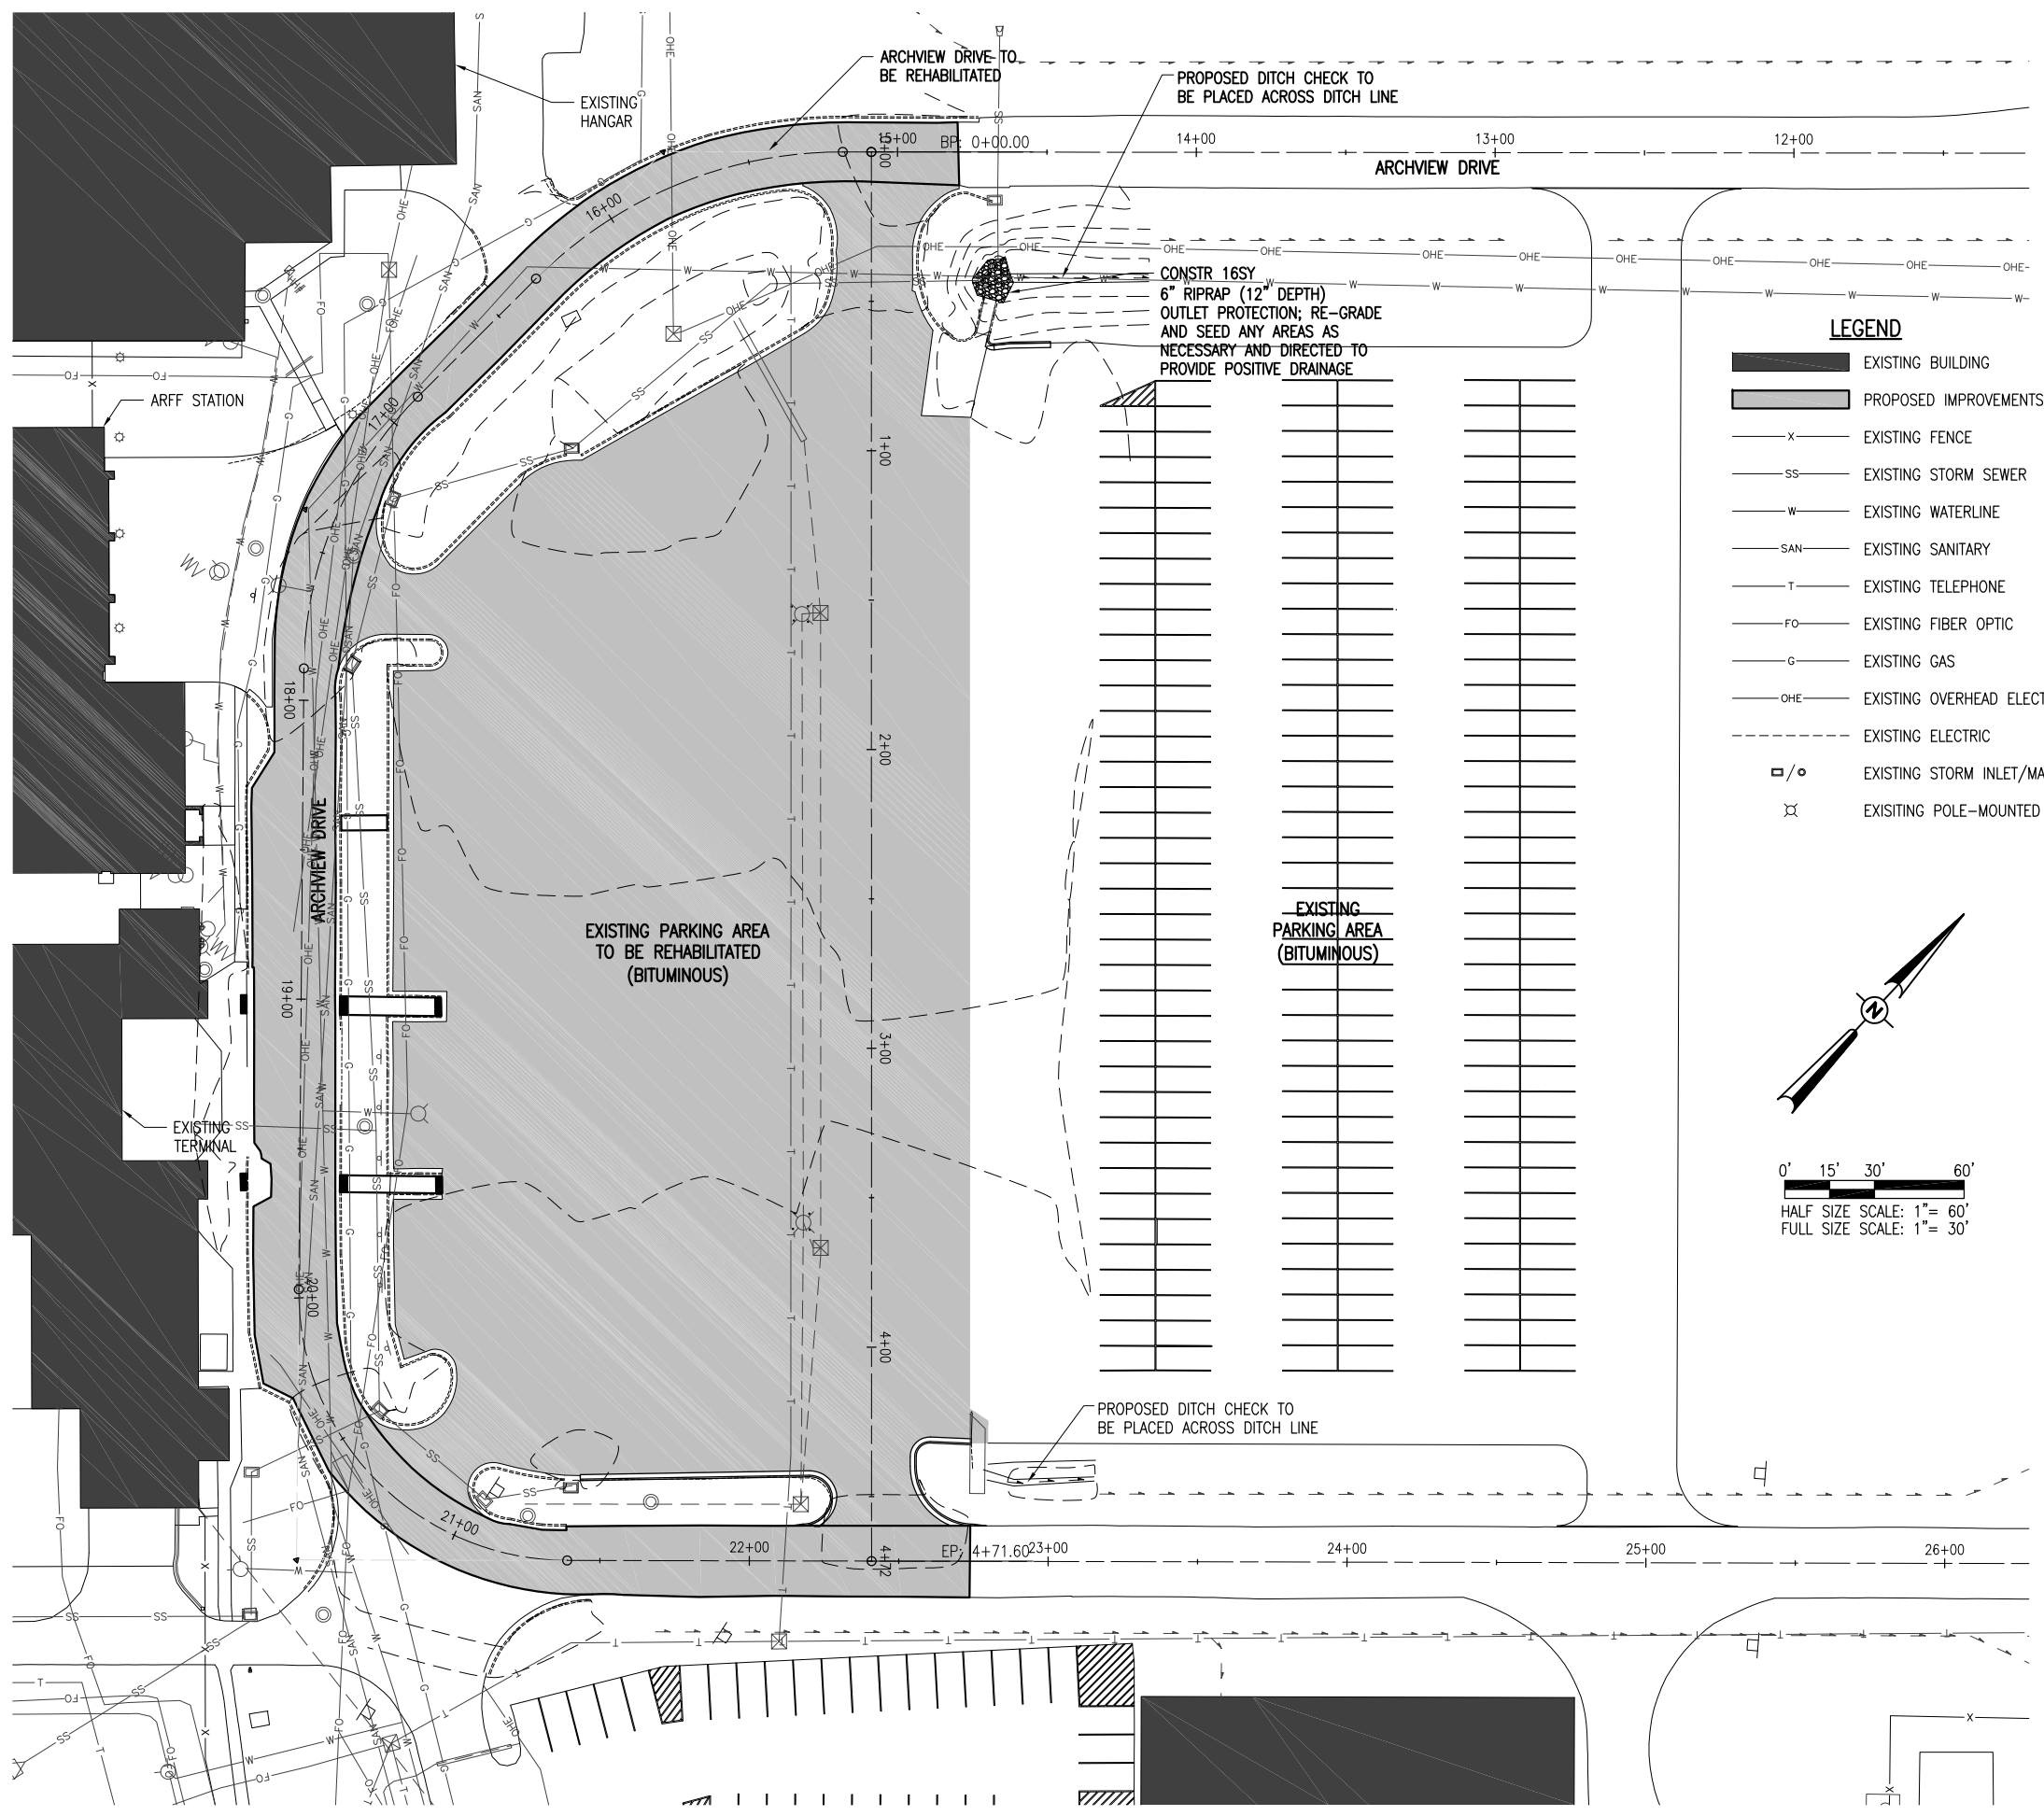 ARCHVIEW DRIVE TO
BE REHABILITATED
PROPOSED DITCH CHECK TO
BE PLACED ACROSS DITCH LINE
EXISTING
HANGAR
15+00
0+00
BP: 0+00.00
14+00
13+00
12+00
ARCHVIEW DRIVE
16+00
17+00
CONSTR 16SY
6" RIPRAP (12" DEPTH)
OUTLET PROTECTION; RE-GRADE
AND SEED ANY AREAS AS
NECESSARY AND DIRECTED TO
PROVIDE POSITIVE DRAINAGE
ARFF STATION
LEGEND
EXISTING BUILDING
PROPOSED IMPROVEMENTS
X EXISTING FENCE
SS EXISTING STORM SEWER
W EXISTING WATERLINE
SAN EXISTING SANITARY
T EXISTING TELEPHONE
FO EXISTING FIBER OPTIC
G EXISTING GAS
OHE EXISTING OVERHEAD ELECT
EXISTING ELECTRIC
EXISTING STORM INLET/MA
EXISITING POLE-MOUNTED
1+00
18+00
2+00
ARCHVIEW DRIVE
EXISTING PARKING AREA
TO BE REHABILITATED
(BITUMINOUS)
EXISTING
PARKING AREA
(BITUMINOUS)
19+00
3+00
N
EXISTING
TERMINAL
0' 15' 30' 60'
HALF SIZE SCALE: 1"= 60'
FULL SIZE SCALE: 1"= 30'
20+00
4+00
PROPOSED DITCH CHECK TO
BE PLACED ACROSS DITCH LINE
21+00
22+00
4+72
EP: 4+71.60
23+00
24+00
25+00
26+00